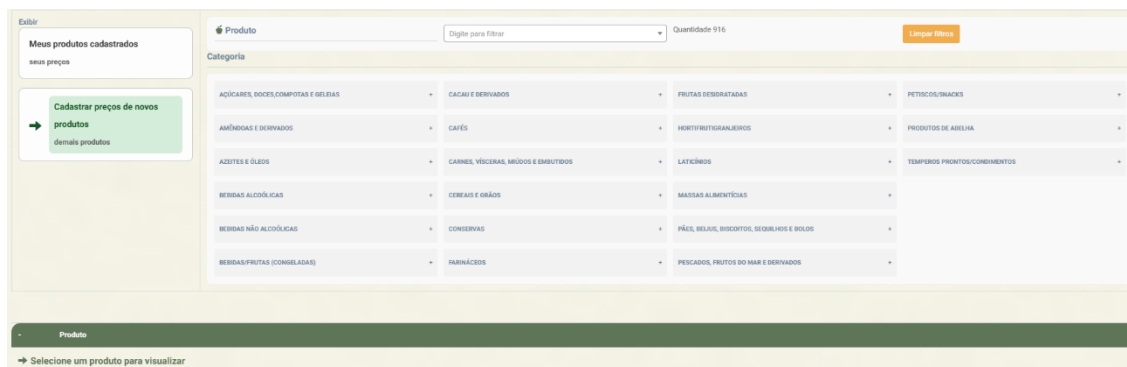 Exibir
Meus produtos cadastrados
seus preços
Cadastrar preços de novos
produtos
demais produtos
Produto
Digite para filtrar
Quantidade 916
Limpar filtros
Categoria
AÇÚCARES, DOCES,COMPOTAS E GELEIAS +
CACAU E DERIVADOS +
FRUTAS DESIDRATADAS +
PETISCOS/SNACKS +
AMÊNDOAS E DERIVADOS +
CAFÉS +
HORTIFRUTIGRANJEIROS +
PRODUTOS DE ABELHA +
AZEITES E ÓLEOS +
CARNES, VÍSCERAS, MIÚDOS E EMBUTIDOS +
LATICÍNIOS +
TEMPEROS PRONTOS/CONDIMENTOS +
BEBIDAS ALCOÓLICAS +
CEREAIS E GRÃOS +
MASSAS ALIMENTÍCIAS +
BEBIDAS NÃO ALCOÓLICAS +
CONSERVAS +
PÃES, BEIJUS, BISCOITOS, SEQUILHOS E BOLOS +
BEBIDAS/FRUTAS (CONGELADAS) +
FARINÁCEOS +
PESCADOS, FRUTOS DO MAR E DERIVADOS +
- Produto
Selecione um produto para visualizar